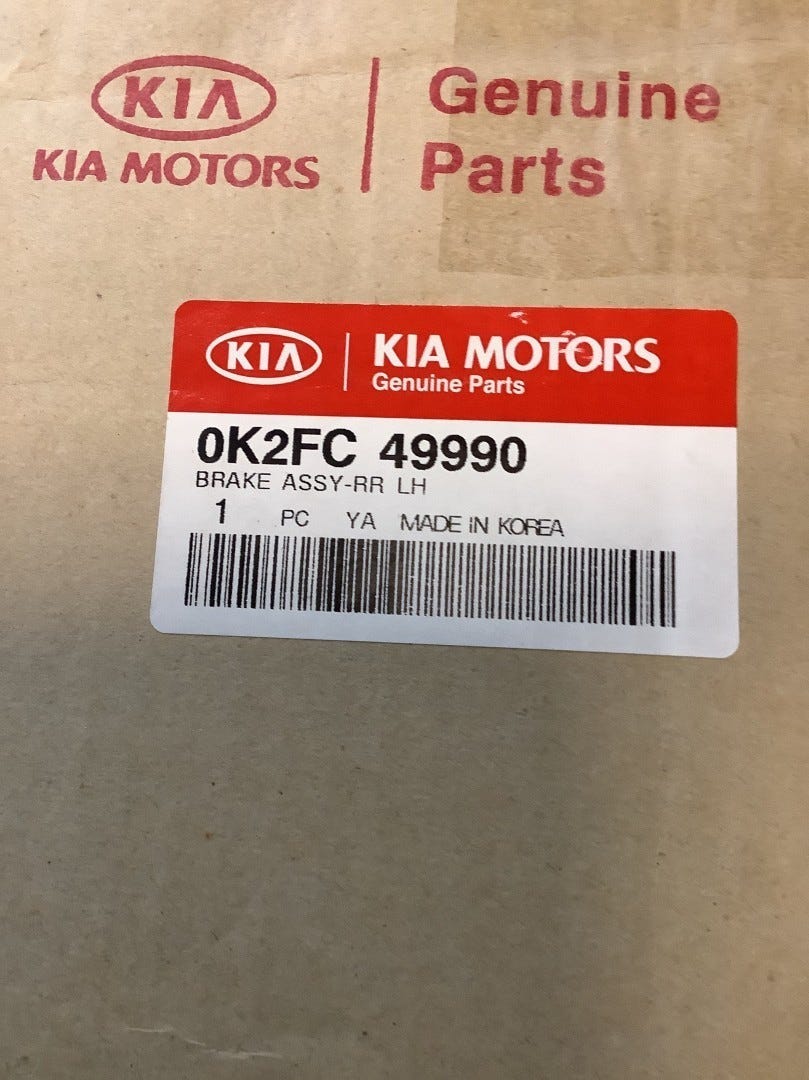 KIA
KIA MOTORS
Genuine
Parts
KIA
KIA MOTORS
Genuine Parts
0K2FC 49990
BRAKE ASSY-RR LH
1 PC YA MADE IN KOREA